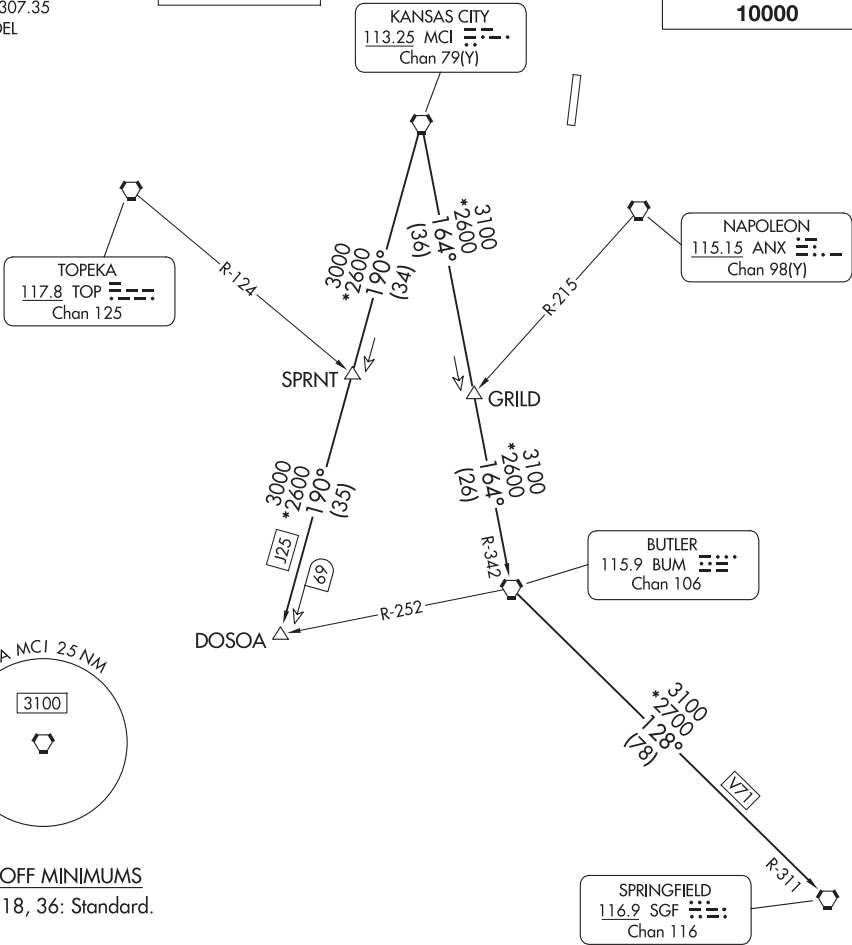 307.35
DEL
10000
KANSAS CITY
113.25 MCI
Chan 79(Y)
TOPEKA
117.8 TOP
Chan 125
NAPOLEON
115.15 ANX
Chan 98(Y)
R-124
R-215
3000
*2600
190°
(34)
3100
*2600
164°
(36)
SPRNT
GRILD
3000
*2600
190°
(35)
3100
*2600
164°
(26)
J25
69
R-342
BUTLER
115.9 BUM
Chan 106
R-252
DOSOA
A MCI 25 NM
3100
3100
*2700
128°
(78)
V71
R-311
OFF MINIMUMS
18, 36: Standard.
SPRINGFIELD
116.9 SGF
Chan 116